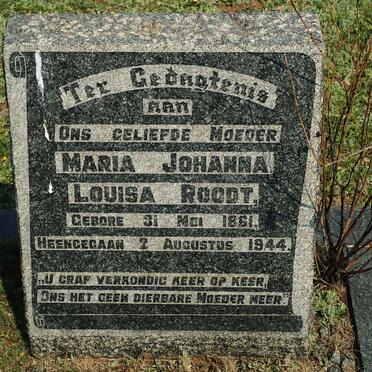 Ter Gedagtenis
AAN
ONS GELIEFDE MOEDER
MARIA JOHANNA
LOUISA ROODT,
GEBORE 31 MEI 1861.
HEENGEGAAN 2 AUGUSTUS 1944.
„U GRAF VERKONDIG KEER OP KEER,
ONS HET GEEN DIERBARE MOEDER MEER."